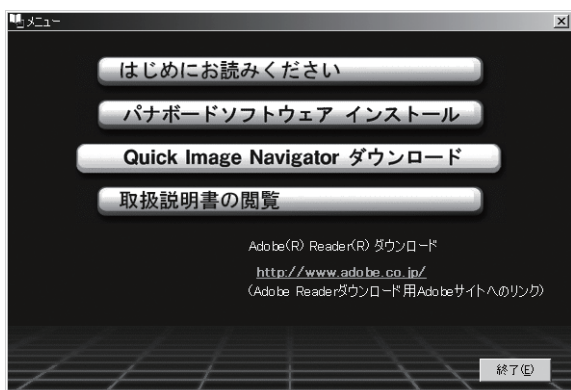 メニュー
はじめにお読みください
パナボードソフトウェア インストール
Quick Image Navigator ダウンロード
取扱説明書の閲覧
Adobe(R) Reader(R) ダウンロード
http://www.adobe.co.jp/
(Adobe Readerダウンロード用Adobeサイトへのリンク)
終了(E)